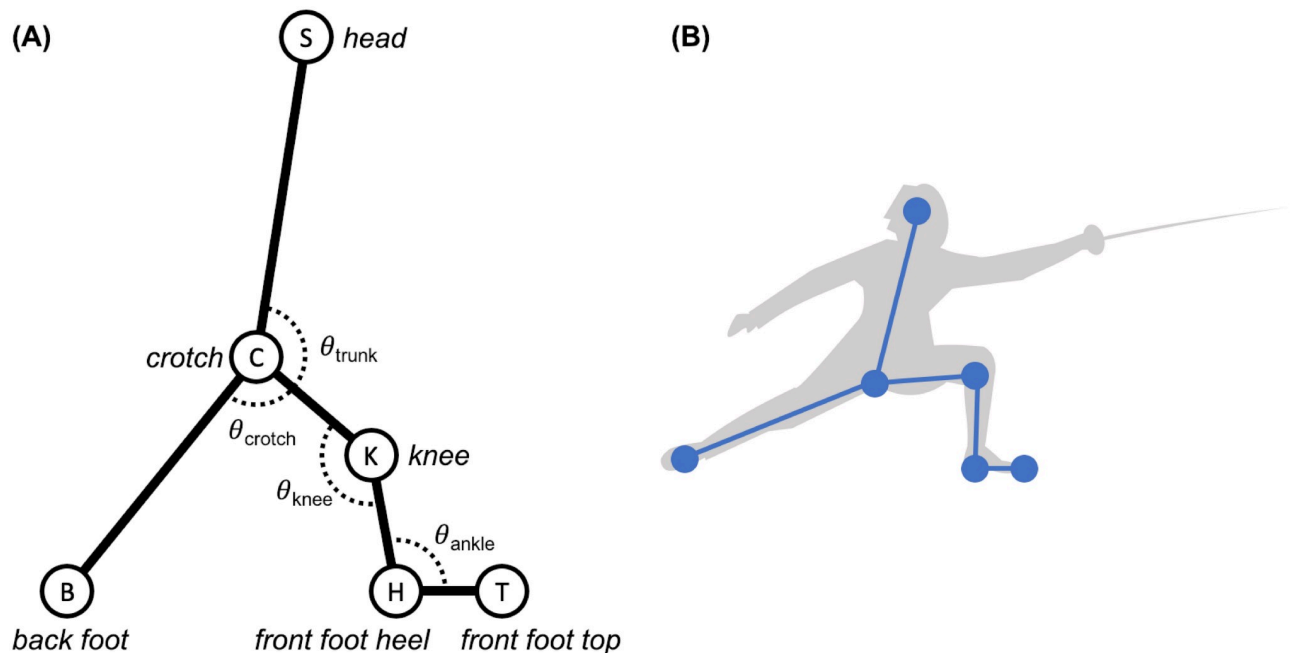 (A)
(B)
S head
crotch C
θtrunk
θcrotch
K knee
θknee
θankle
B
H
T
back foot
front foot heel
front foot top